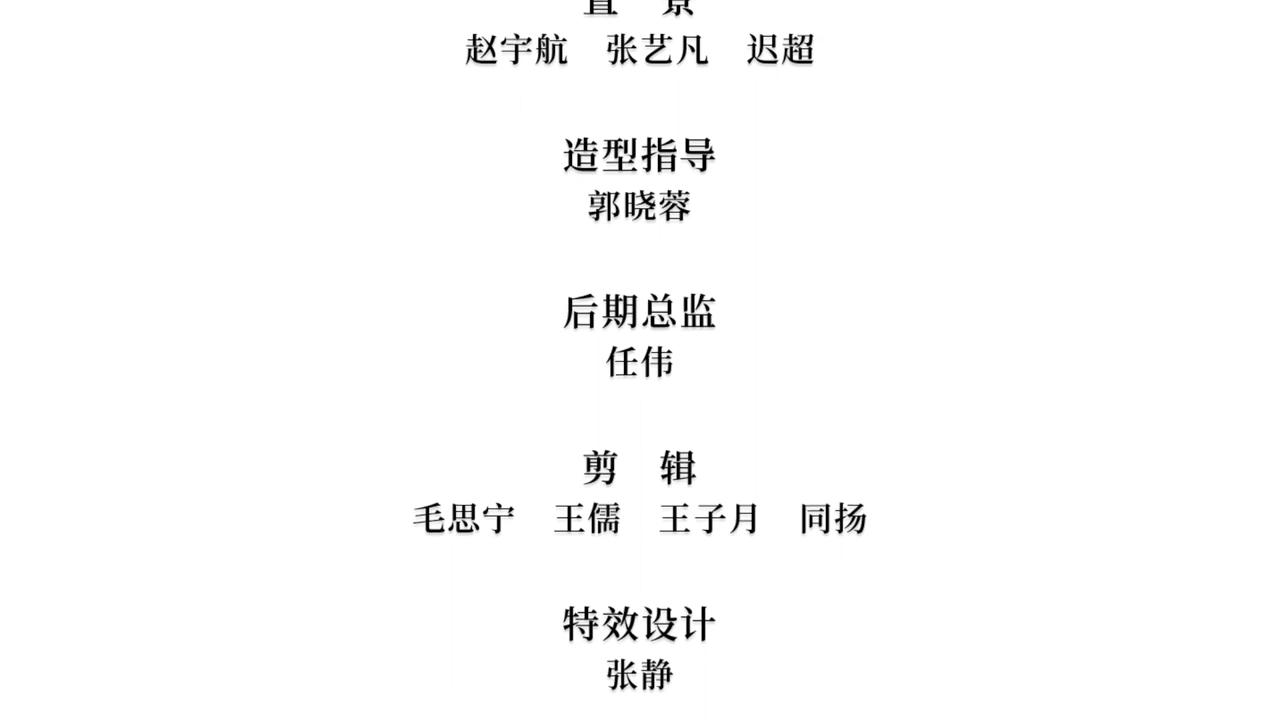 置 景
赵宇航 张艺凡 迟超
造型指导
郭晓蓉
后期总监
任伟
剪 辑
毛思宁 王儒 王子月 同扬
特效设计
张静